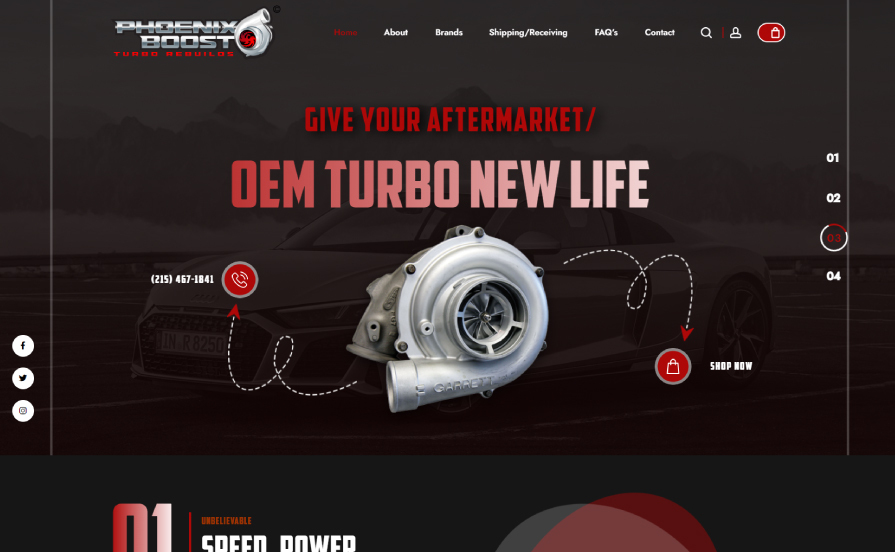 PHOENIX
BOOST
TURBO REBUILDS
Home
About
Brands
Shipping/Receiving
FAQ's
Contact
GIVE YOUR AFTERMARKET/
OEM TURBO NEW LIFE
01
02
03
04
(215) 467-1841
GARRETT
IN:R 8250
SHOP NOW
01
UNBELIEVABLE
SPEED, POWER